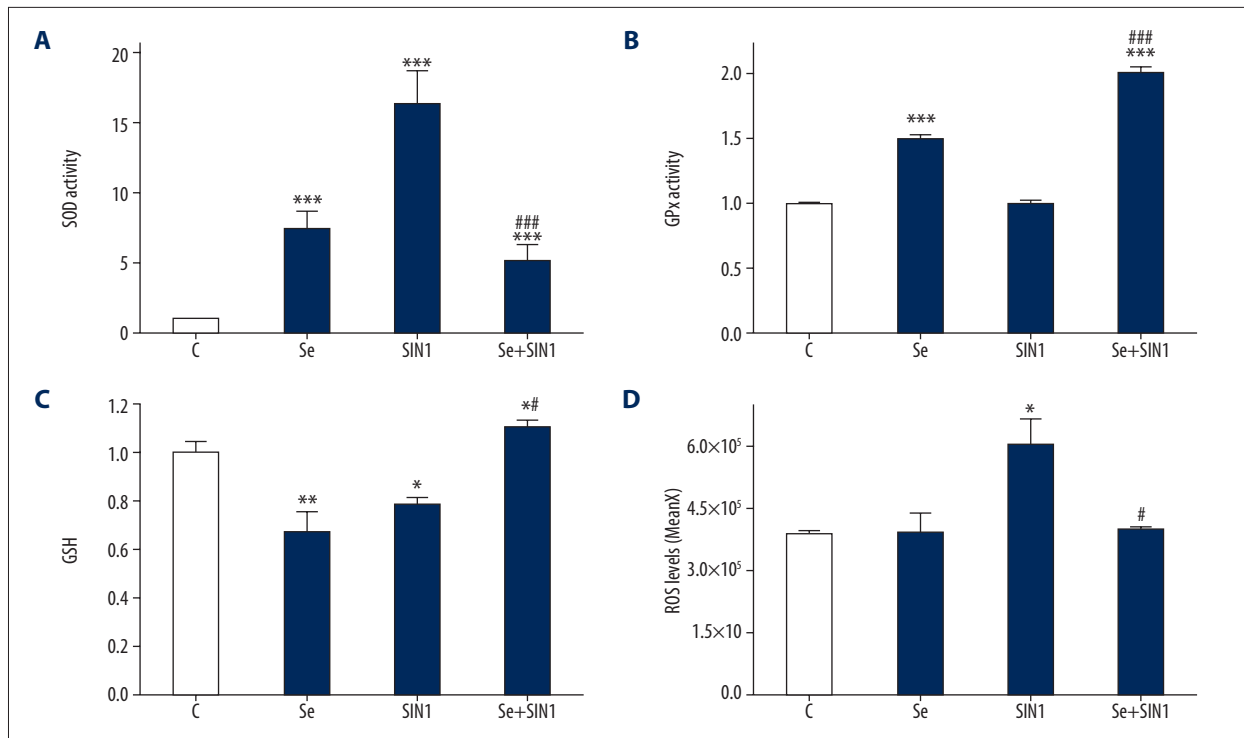 A
SOD activity
20
15
10
5
0
***
***
###
***
C Se SIN1 Se+SIN1
B
GPx activity
2.0
1.5
1.0
0.5
0.0
***
###
***
C Se SIN1 Se+SIN1
C
GSH
1.2
1.0
0.8
0.6
0.4
0.2
0.0
**
*
*#
C Se SIN1 Se+SIN1
D
ROS levels (MeanX)
6.0×10⁵
4.5×10⁵
3.0×10⁵
1.5×10
0.0
*
#
C Se SIN1 Se+SIN1